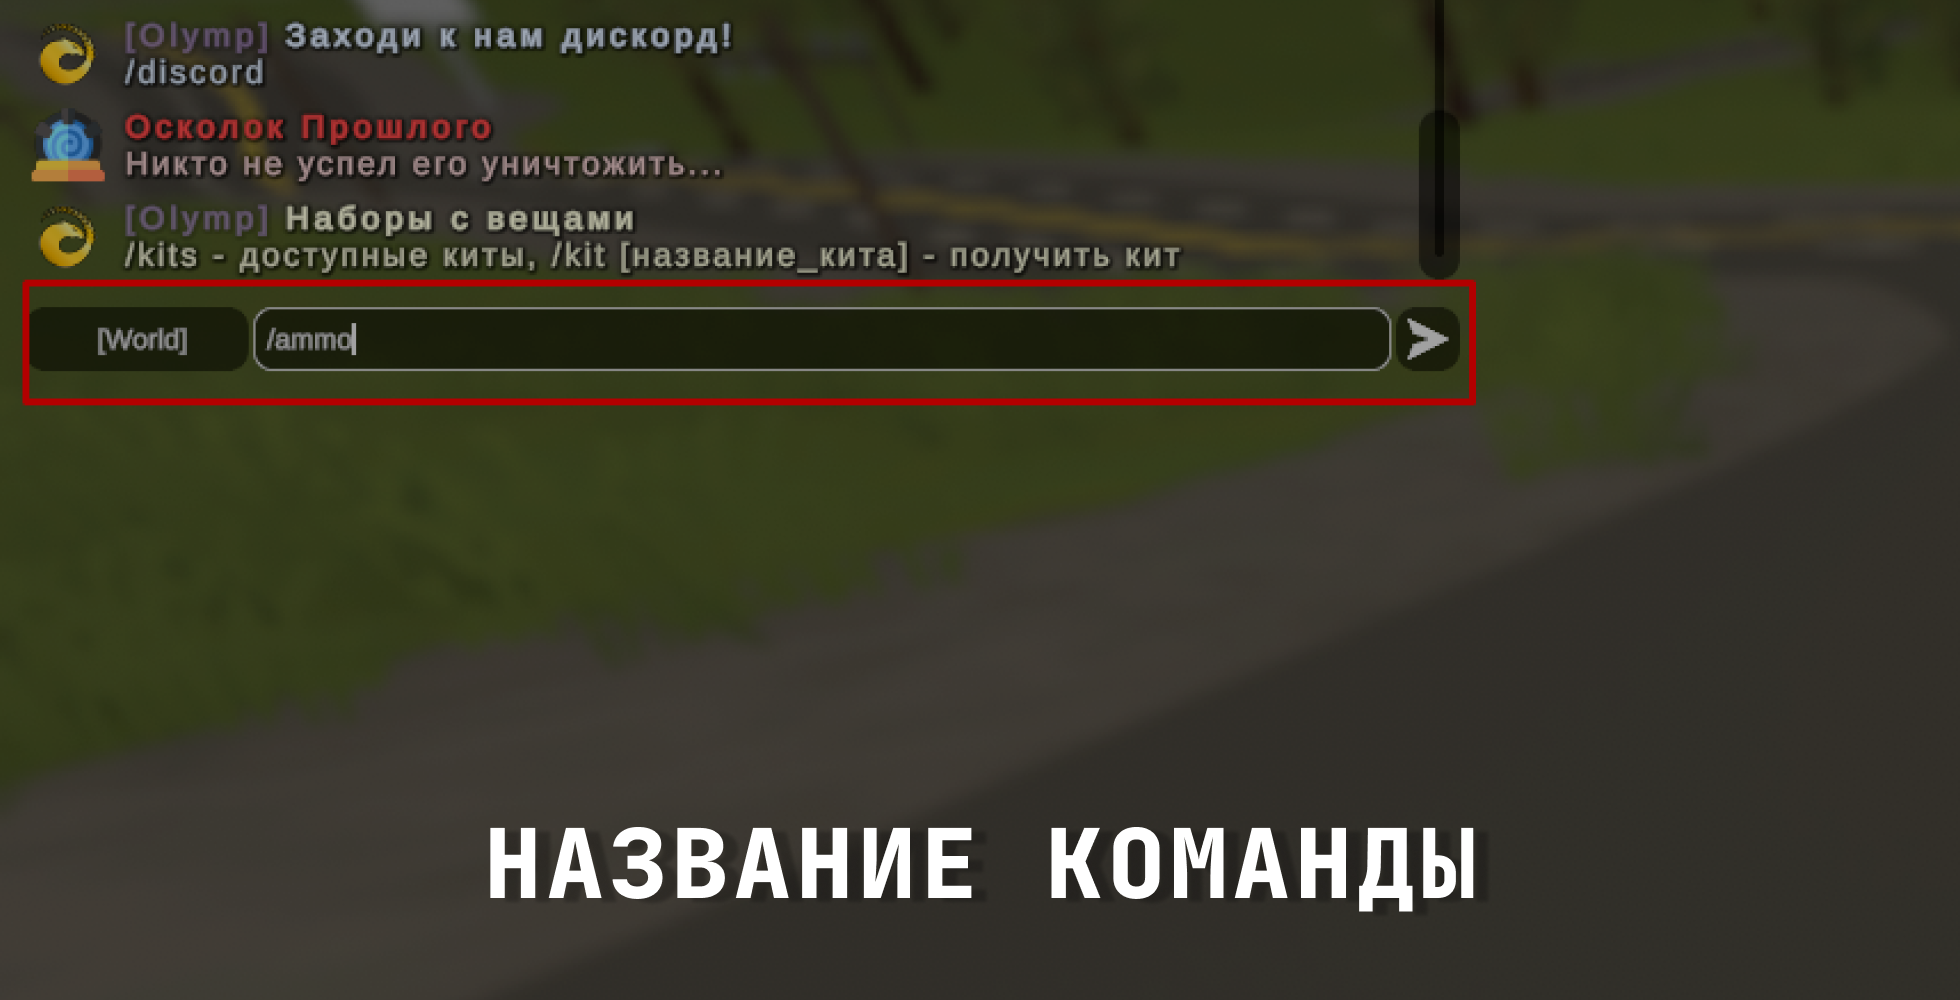 [Olymp] Заходи к нам дискорд!
/discord
Осколок Прошлого
Никто не успел его уничтожить...
[Olymp] Наборы с вещами
/kits - доступные киты, /kit [название_кита] - получить кит
[World] /ammo
НАЗВАНИЕ КОМАНДЫ